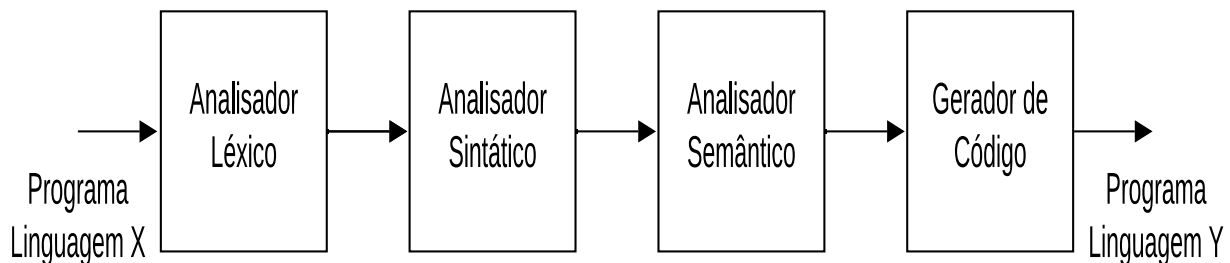 Programa
Linguagem X
Analisador
Léxico
Analisador
Sintático
Analisador
Semântico
Gerador de
Código
Programa
Linguagem Y